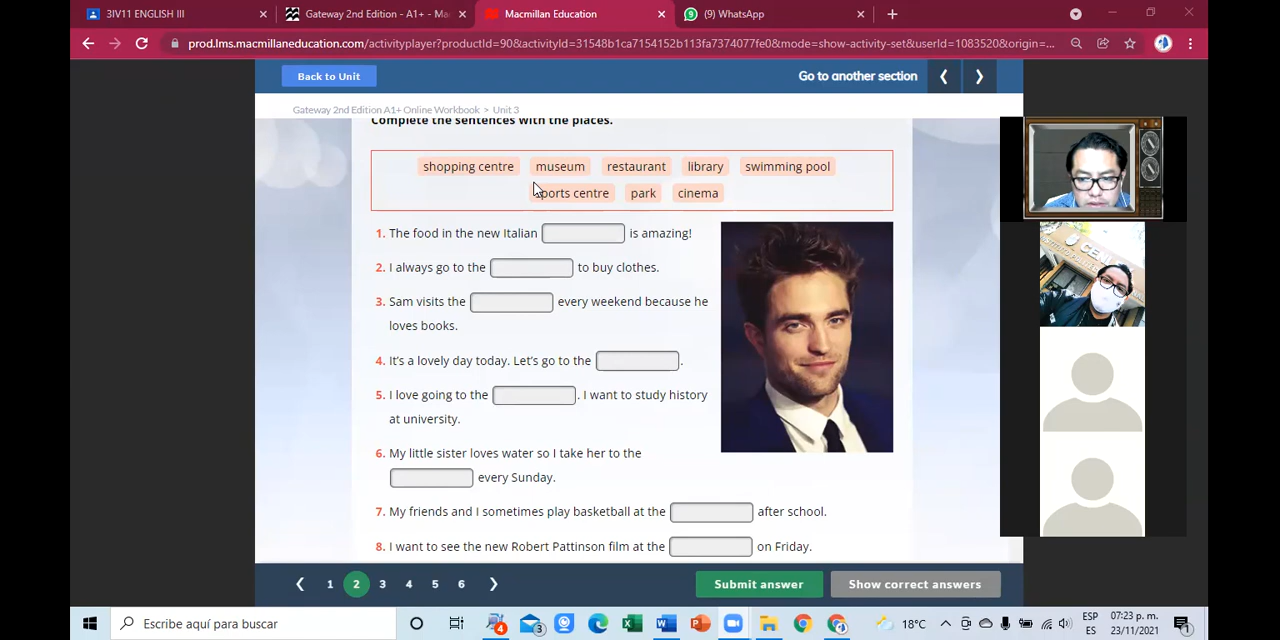 3IV11 ENGLISH III
Gateway 2nd Edition - A1+ - Ma
Macmillan Education
(9) WhatsApp
prod.lms.macmillaneducation.com/activityplayer?productId=90&activityId=31548b1ca7154152b113fa7374077fe0&mode=show-activity-set&userId=1083520&origin=...
Back to Unit
Go to another section
Gateway 2nd Edition A1+ Online Workbook > Unit 3
Complete the sentences with the places.
shopping centre museum restaurant library swimming pool
sports centre park cinema
1. The food in the new Italian is amazing!
2. I always go to the to buy clothes.
3. Sam visits the every weekend because he
loves books.
4. It's a lovely day today. Let's go to the .
5. I love going to the . I want to study history
at university.
6. My little sister loves water so I take her to the
every Sunday.
7. My friends and I sometimes play basketball at the after school.
8. I want to see the new Robert Pattinson film at the on Friday.
1 2 3 4 5 6
Submit answer
Show correct answers
Escribe aquí para buscar
4
3
18°C
ESP
ES
07:23 p. m.
23/11/2021
1